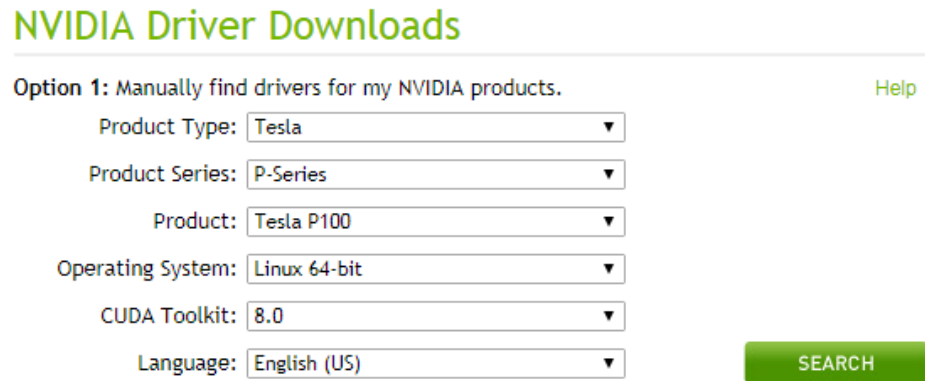 NVIDIA Driver Downloads
Option 1: Manually find drivers for my NVIDIA products. Help
Product Type: Tesla
Product Series: P-Series
Product: Tesla P100
Operating System: Linux 64-bit
CUDA Toolkit: 8.0
Language: English (US) SEARCH